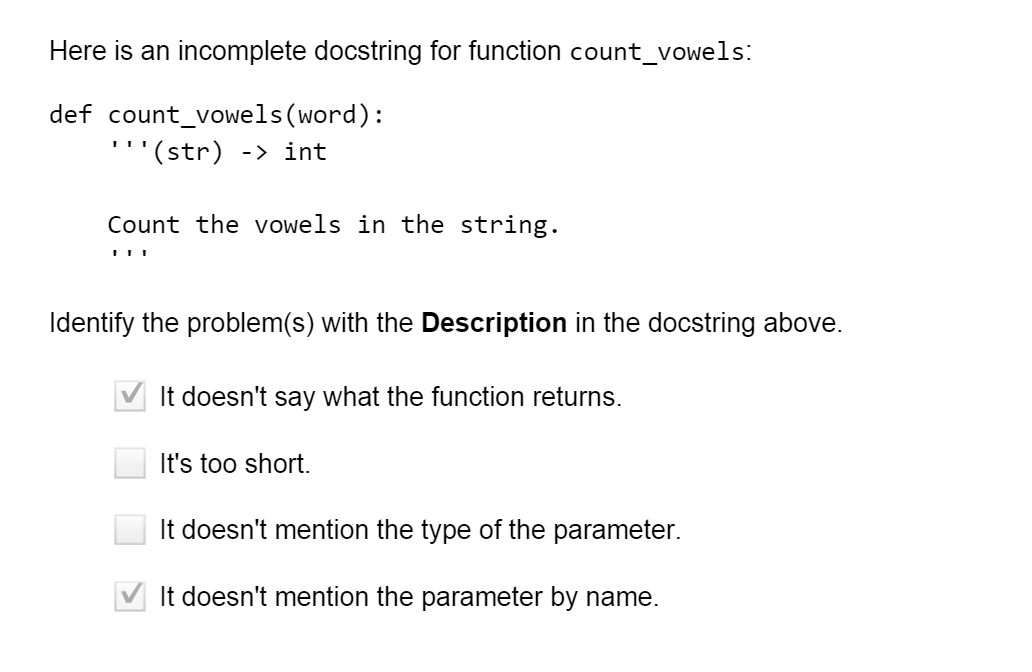 Here is an incomplete docstring for function count_vowels:
def count_vowels(word):
'''(str) -> int
Count the vowels in the string.
'''
Identify the problem(s) with the Description in the docstring above.
It doesn't say what the function returns.
It's too short.
It doesn't mention the type of the parameter.
It doesn't mention the parameter by name.